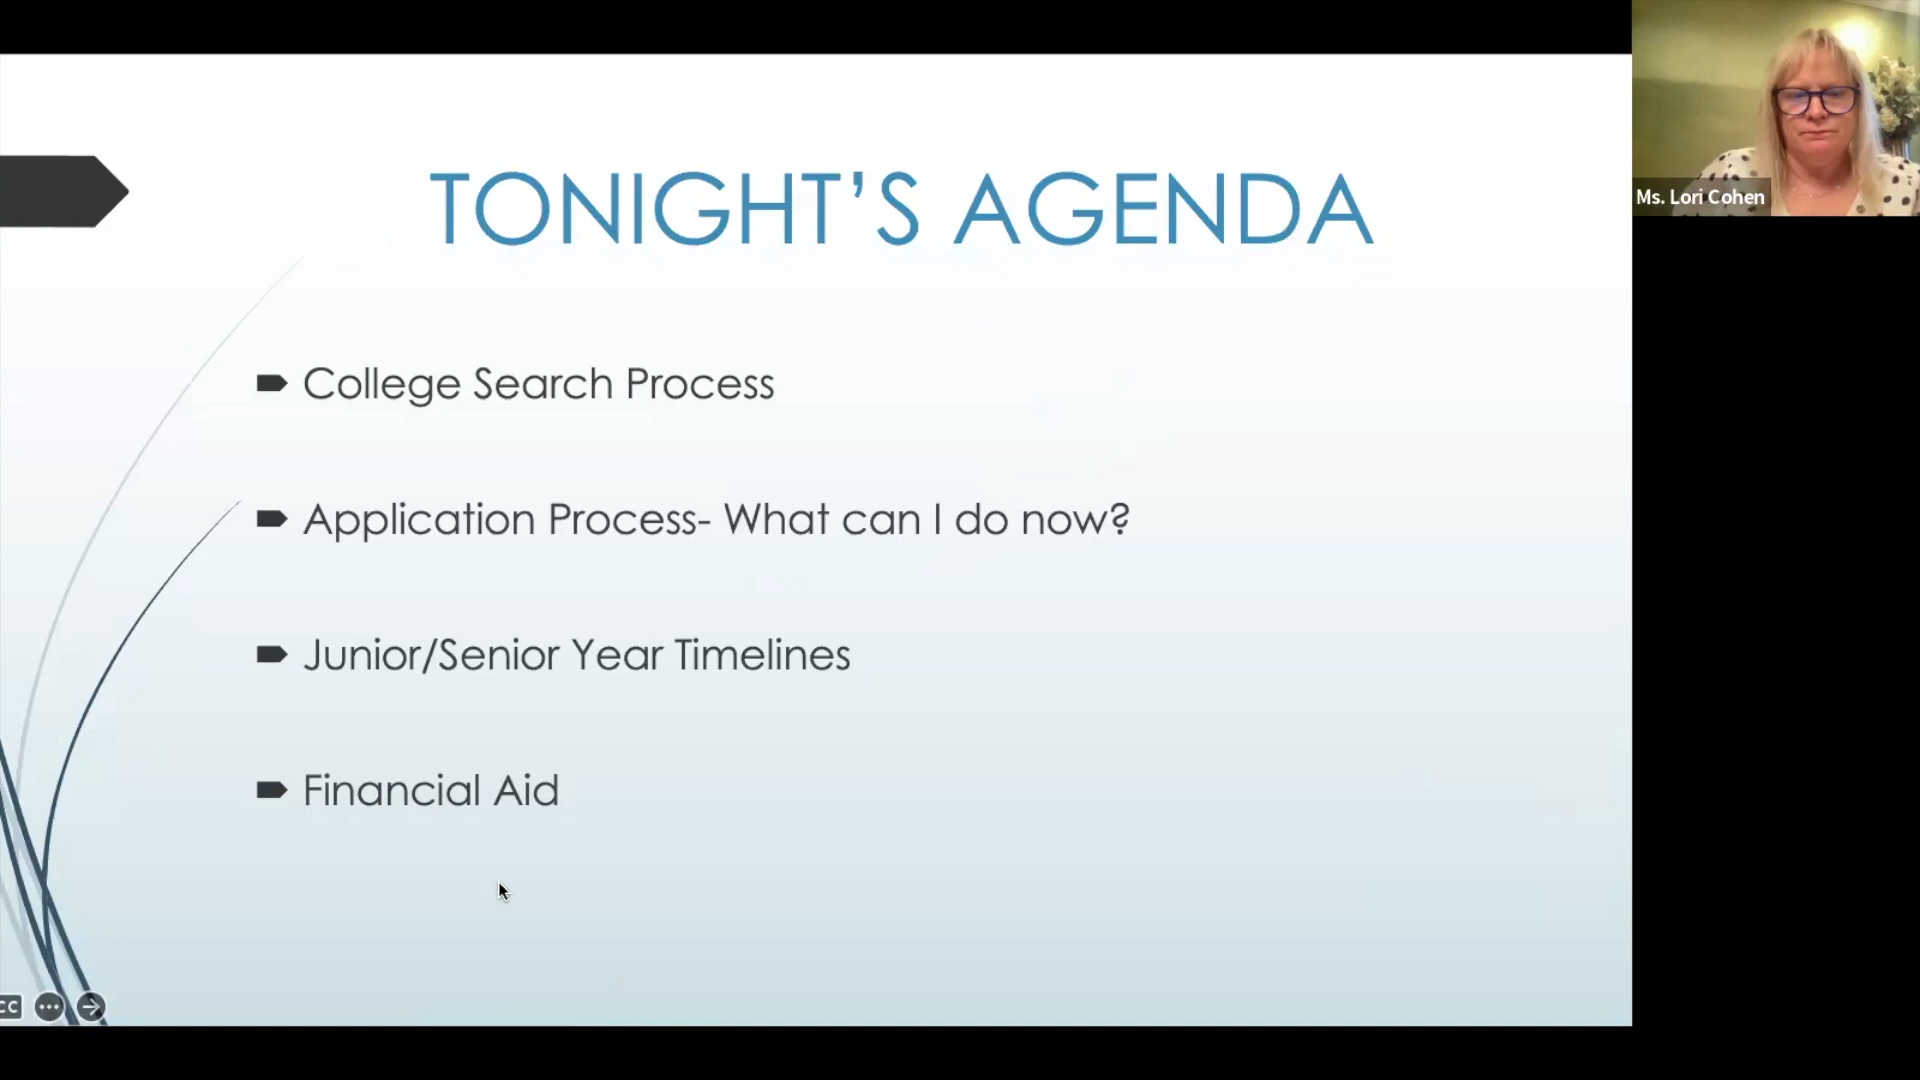 TONIGHT’S AGENDA
College Search Process
Application Process- What can I do now?
Junior/Senior Year Timelines
Financial Aid
Ms. Lori Cohen
CC